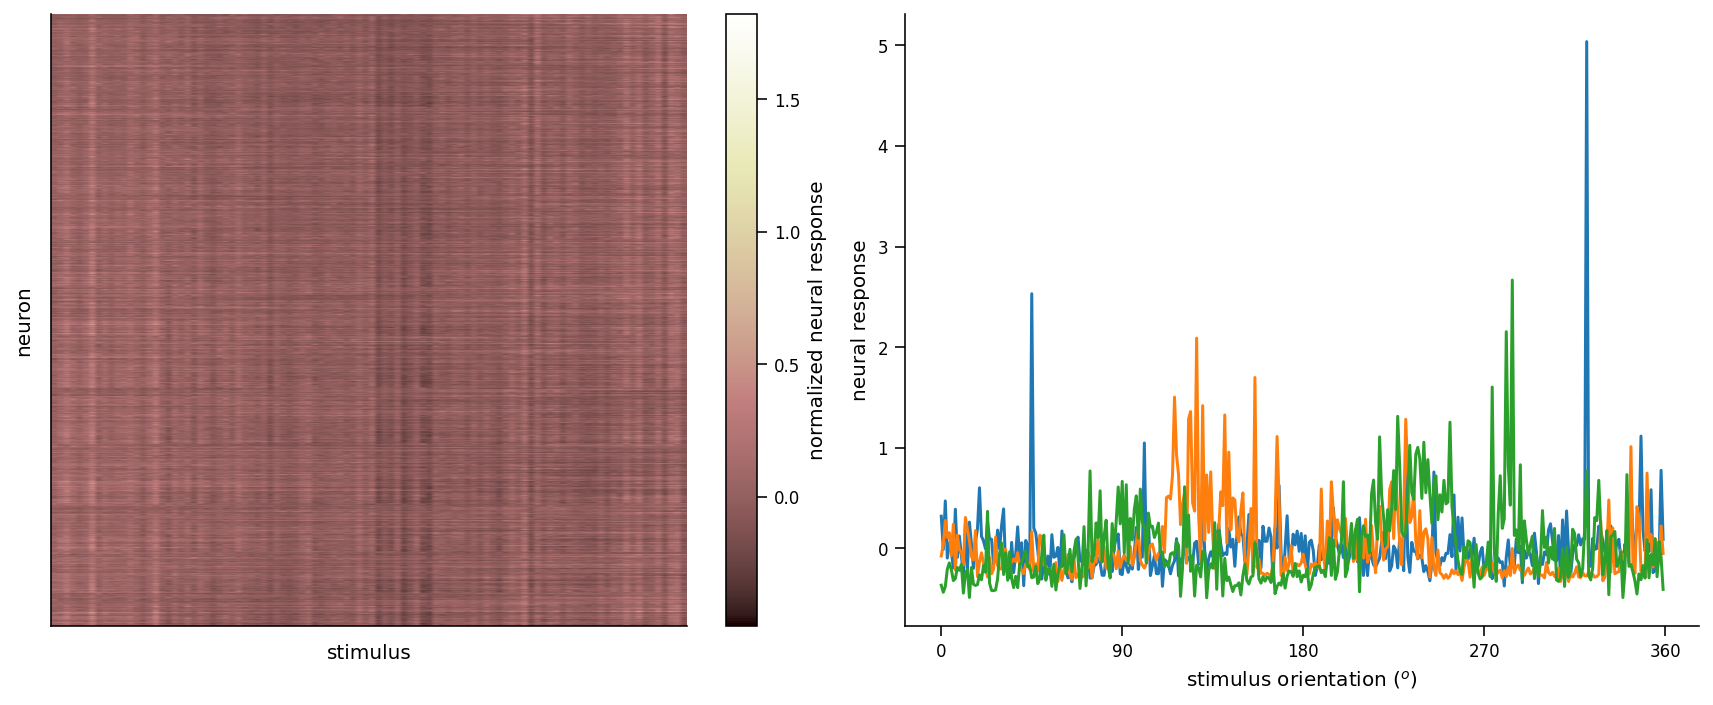 neuron
stimulus
1.5
1.0
0.5
0.0
normalized neural response
neural response
5
4
3
2
1
0
0 90 180 270 360
stimulus orientation (°)